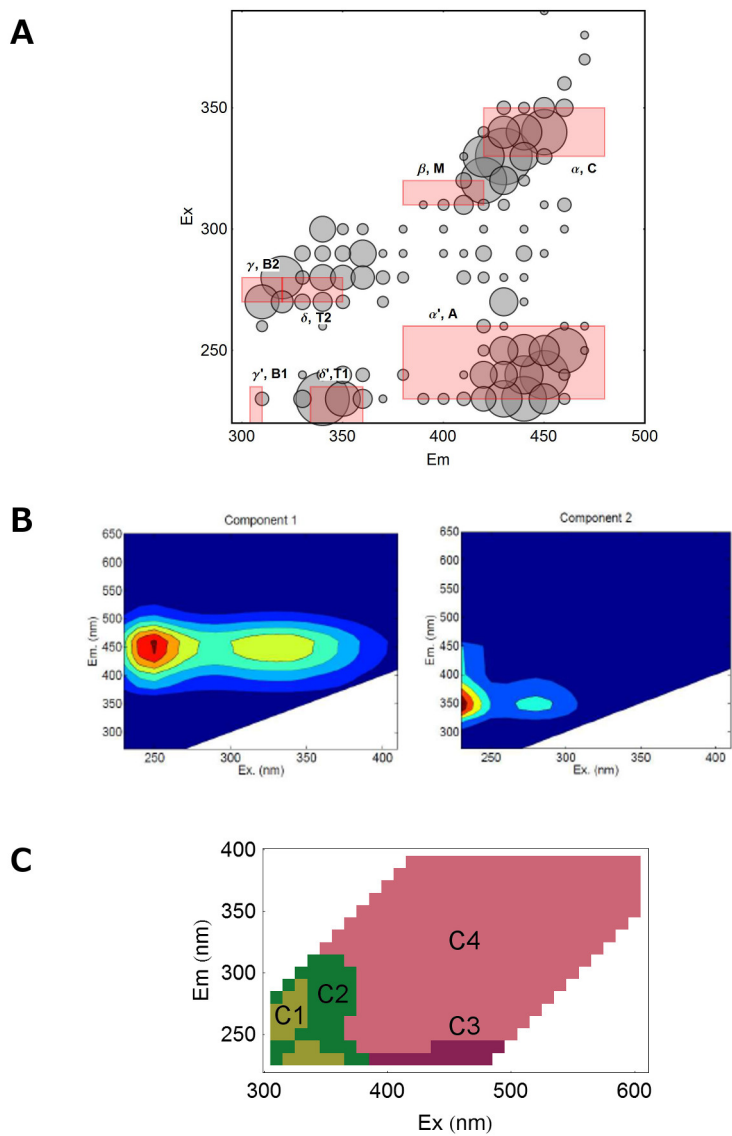 A
350
300
250
Ex
β, M
α, C
γ, B2
δ, T2
α', A
γ', B1
(δ',T1)
300 350 400 450 500
Em
B
Component 1
Component 2
650
600
550
500
450
400
350
300
Em. (nm)
250 300 350 400
Ex. (nm)
650
600
550
500
450
400
350
300
Em. (nm)
250 300 350 400
Ex. (nm)
C
400
350
300
250
Em (nm)
C4
C2
C1
C3
300 400 500 600
Ex (nm)